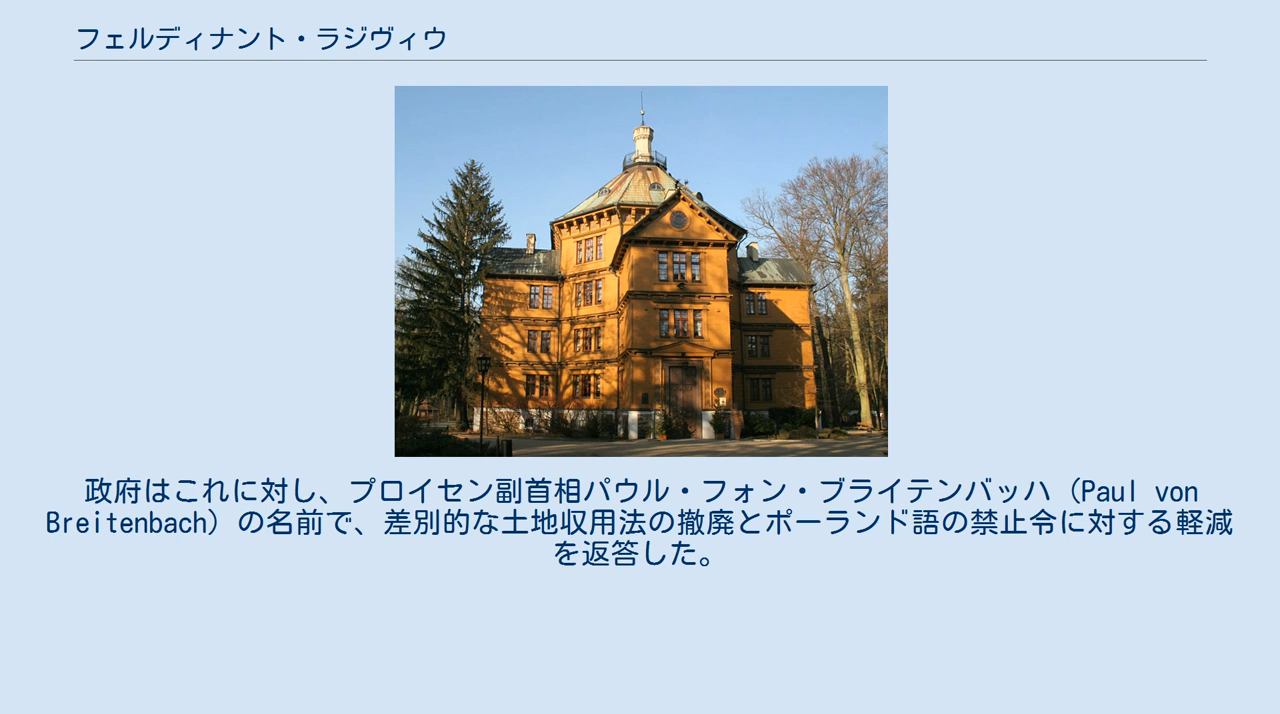 フェルディナント・ラジヴィウ
政府はこれに対し、プロイセン副首相パウル・フォン・ブライテンバッハ（Paul von
Breitenbach）の名前で、差別的な土地収用法の撤廃とポーランド語の禁止令に対する軽減
を返答した。